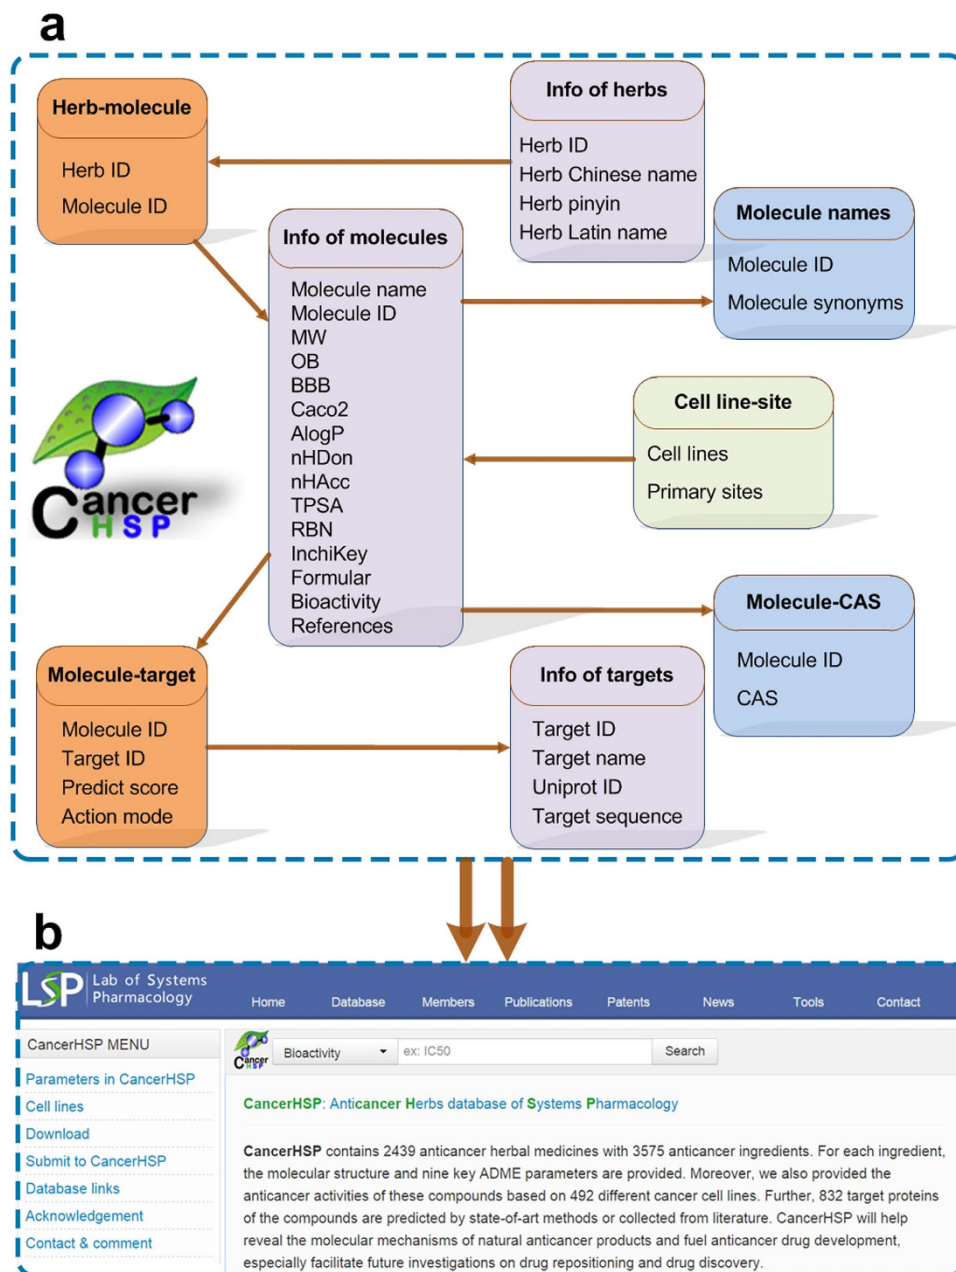 a
Herb-molecule
Herb ID
Molecule ID
Info of herbs
Herb ID
Herb Chinese name
Herb pinyin
Herb Latin name
Info of molecules
Molecule name
Molecule ID
MW
OB
BBB
Caco2
AlogP
nHDon
nHAcc
TPSA
RBN
InchiKey
Formular
Bioactivity
References
Molecule names
Molecule ID
Molecule synonyms
Cell line-site
Cell lines
Primary sites
Cancer
HSP
Molecule-CAS
Molecule ID
CAS
Molecule-target
Molecule ID
Target ID
Predict score
Action mode
Info of targets
Target ID
Target name
Uniprot ID
Target sequence
b
LSP Lab of Systems
Pharmacology
Home Database Members Publications Patents News Tools Contact
CancerHSP MENU
Parameters in CancerHSP
Cell lines
Download
Submit to CancerHSP
Database links
Acknowledgement
Contact & comment
Cancer
HSP
Bioactivity ex: IC50 Search
CancerHSP: Anticancer Herbs database of Systems Pharmacology
CancerHSP contains 2439 anticancer herbal medicines with 3575 anticancer ingredients. For each ingredient,
the molecular structure and nine key ADME parameters are provided. Moreover, we also provided the
anticancer activities of these compounds based on 492 different cancer cell lines. Further, 832 target proteins
of the compounds are predicted by state-of-art methods or collected from literature. CancerHSP will help
reveal the molecular mechanisms of natural anticancer products and fuel anticancer drug development,
especially facilitate future investigations on drug repositioning and drug discovery.